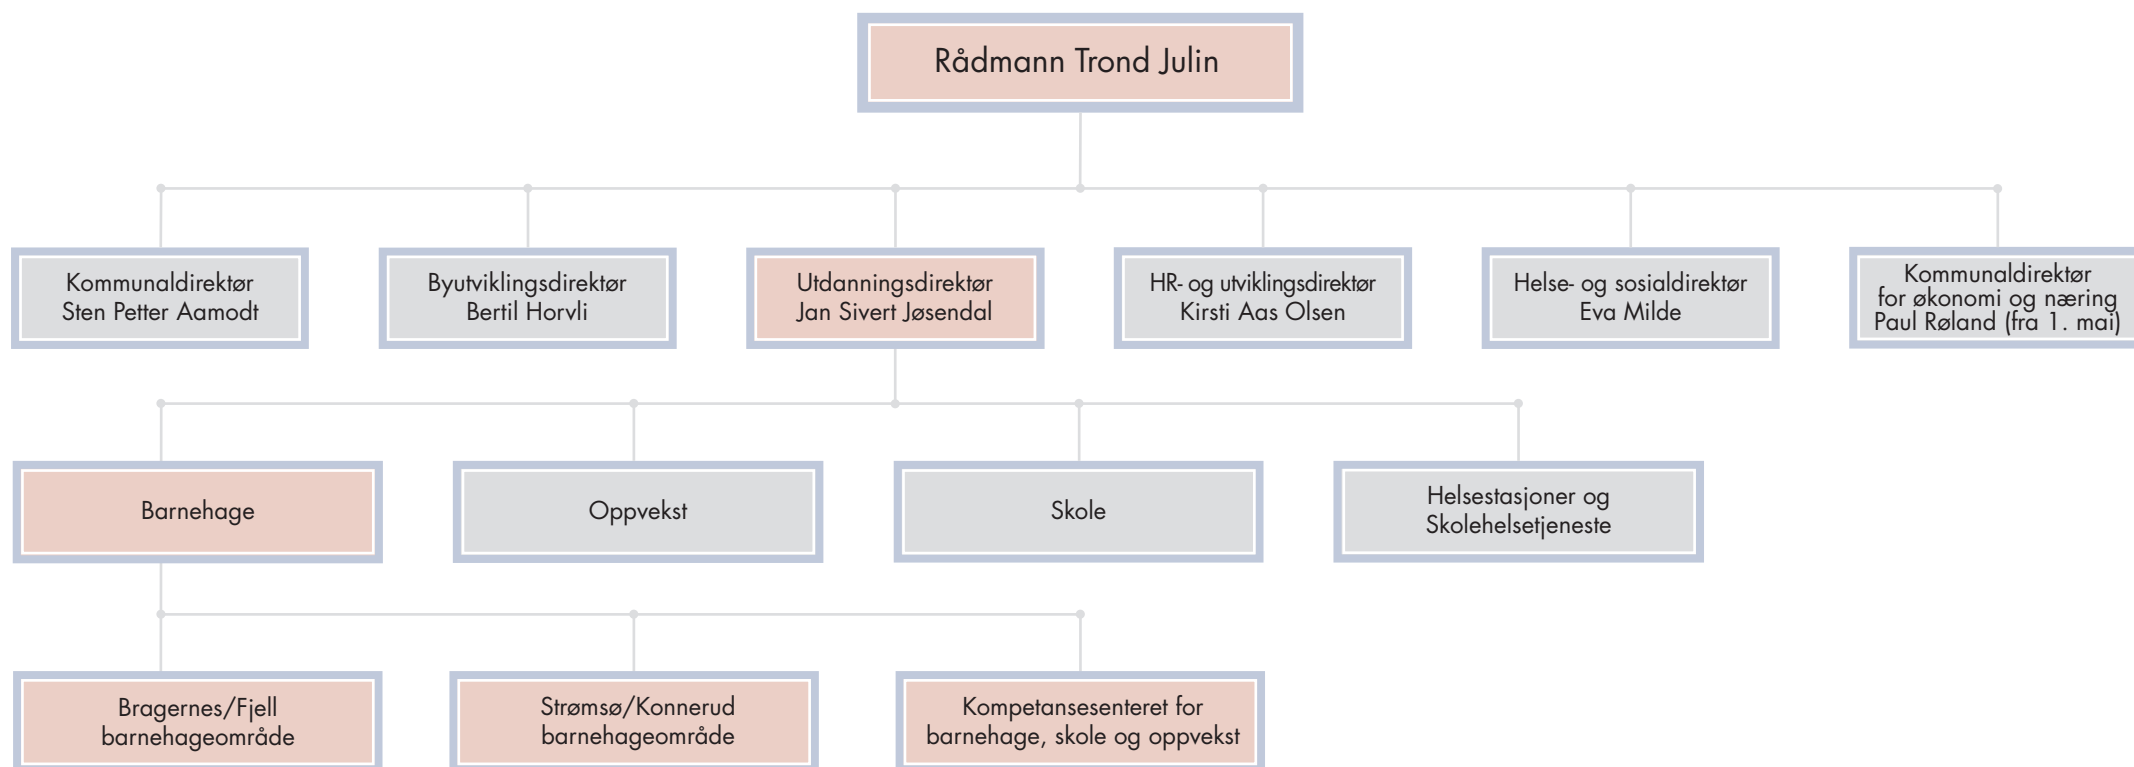 Rådmann Trond Julin
Kommunaldirektør
Sten Petter Aamodt
Byutviklingsdirektør
Bertil Horvli
Utdanningsdirektør
Jan Sivert Jøsendal
HR- og utviklingsdirektør
Kirsti Aas Olsen
Helse- og sosialdirektør
Eva Milde
Kommunaldirektør
for økonomi og næring
Paul Røland (fra 1. mai)
Barnehage
Oppvekst
Skole
Helsestasjoner og
Skolehelsetjeneste
Bragernes/Fjell
barnehageområde
Strømsø/Konnerud
barnehageområde
Kompetansesenteret for
barnehage, skole og oppvekst